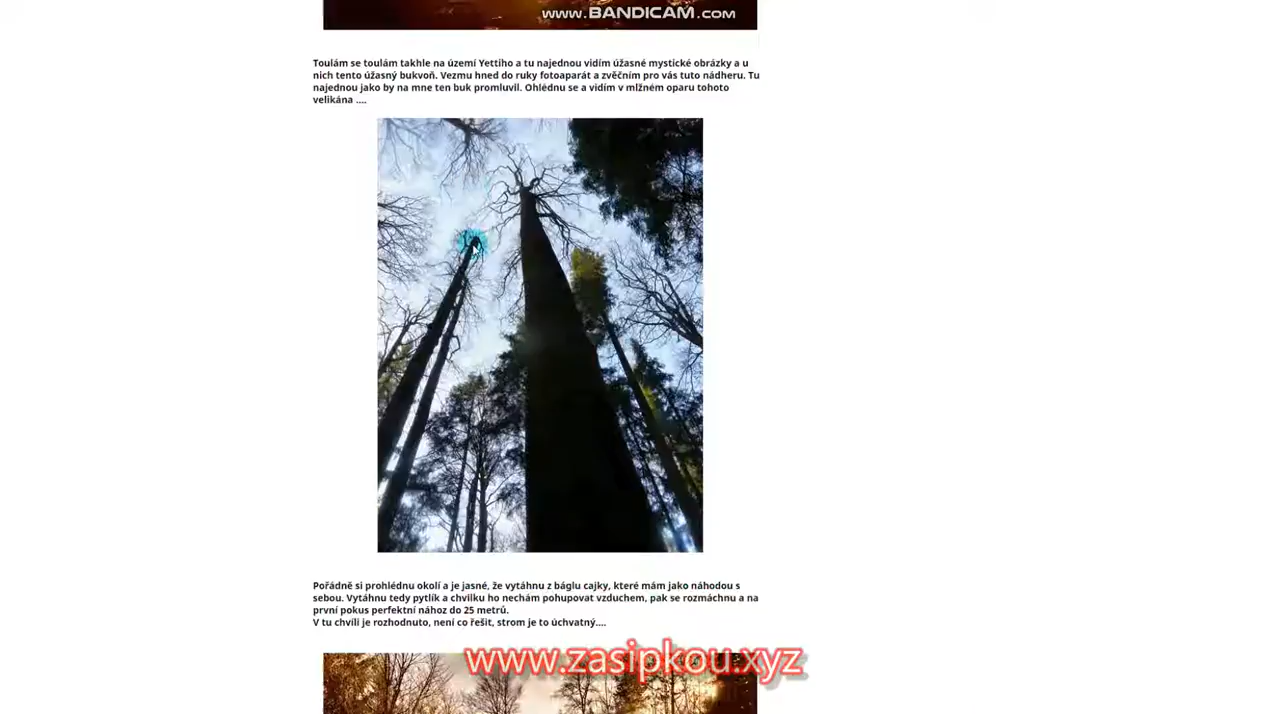 www.BANDICAM.com
Toulám se toulám takhle na území Yettího a tu najednou vidím úžasné mystické obrázky a u
nich tento úžasný bukvoň. Vezmu hned do ruky fotoaparát a zvěčním pro vás tuto nádheru. Tu
najednou jako by na mne ten buk promluvil. Ohlédnu se a vidím v mlžném oparu tohoto
velikána ....
Pořádně si prohlédnu okolí a je jasné, že vytáhnu z báglu cajky, které mám jako náhodou s
sebou. Vytáhnu tedy pytlík a chvilku ho nechám pohupovat vzduchem, pak se rozmáchnu a na
první pokus perfektní nához do 25 metrů.
V tu chvíli je rozhodnuto, není co řešit, strom je to úchvatný....
www.zasipkou.xyz